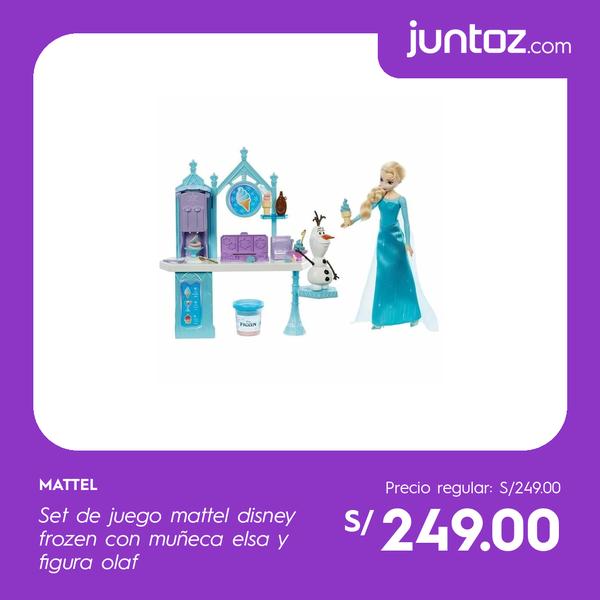 juntoz.com
FROZEN
MATTEL
Set de juego mattel disney
frozen con muñeca elsa y
figura olaf
Precio regular: S/249.00
S/ 249.00